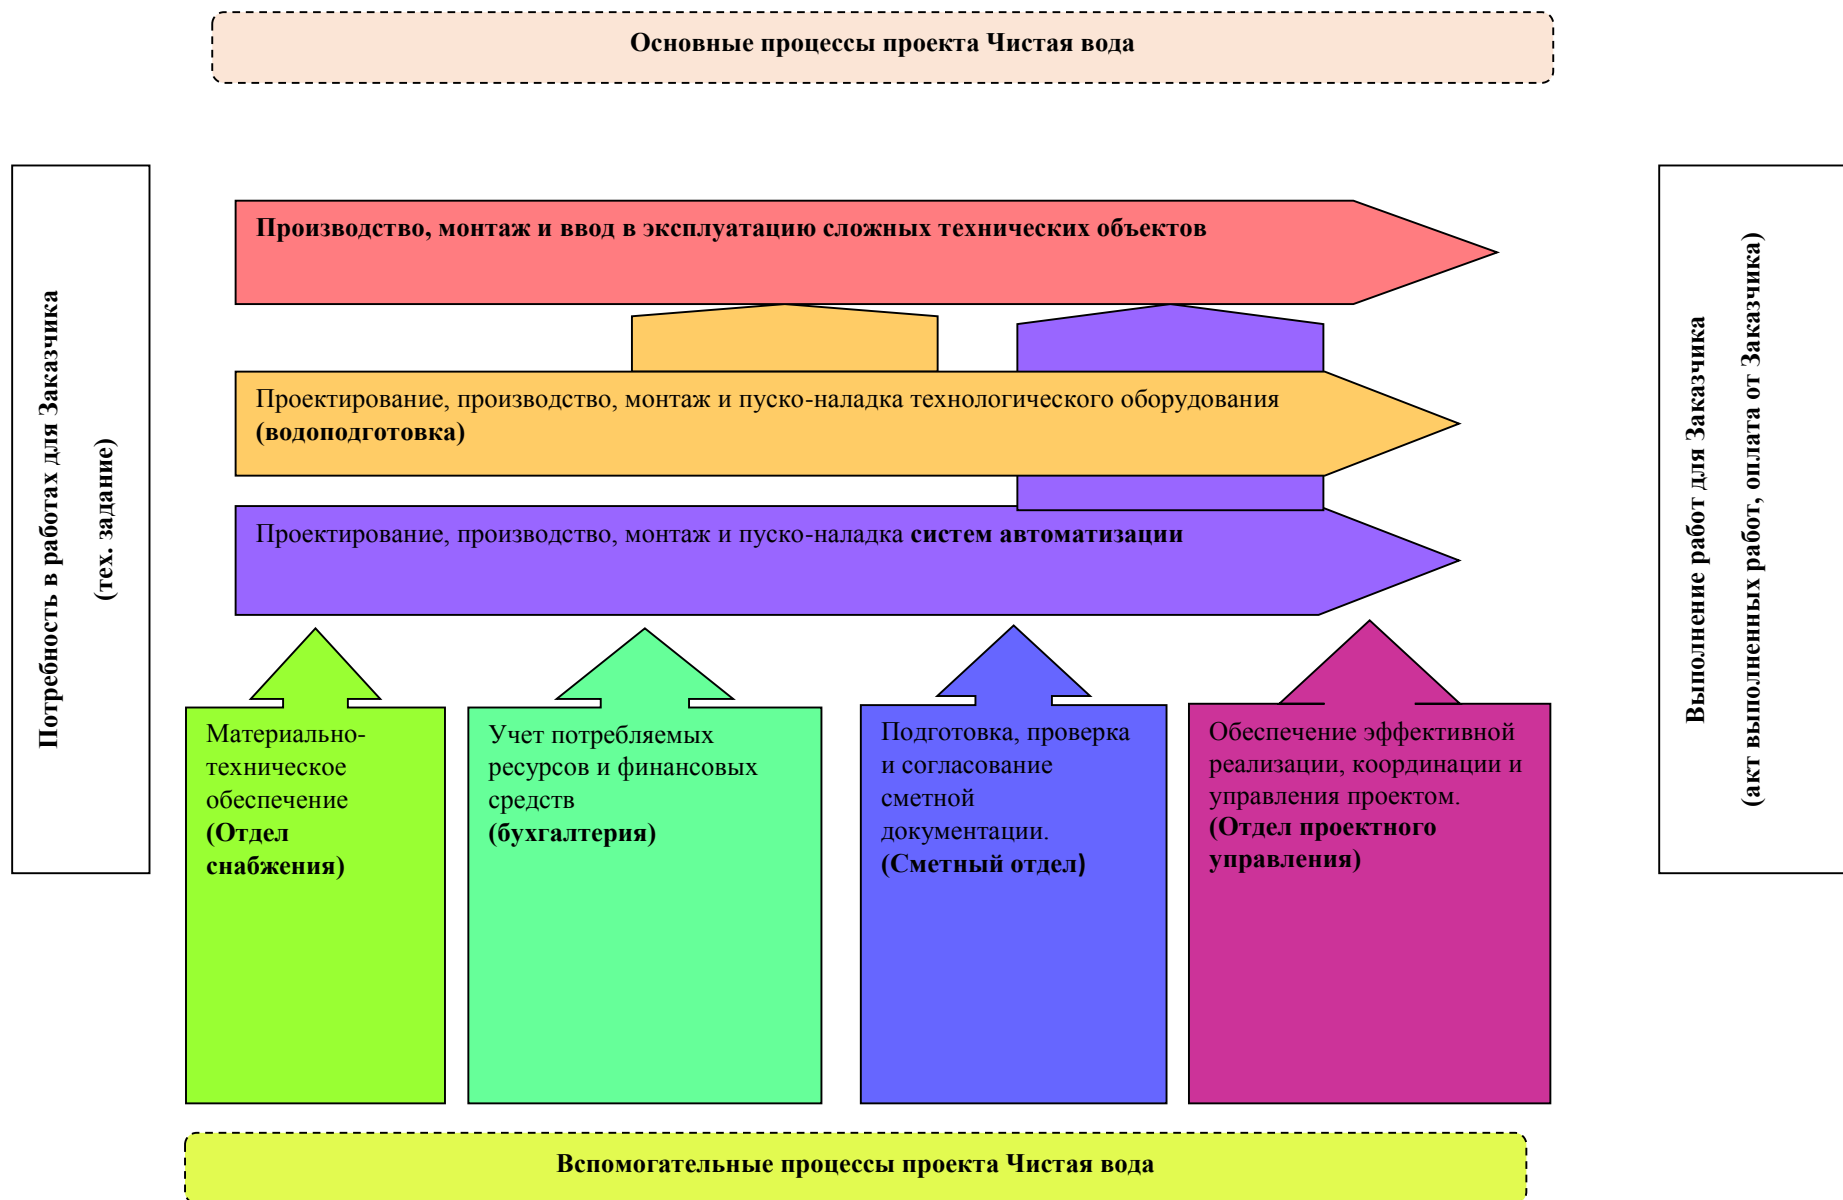 Основные процессы проекта Чистая вода
Потребность в работах для Заказчика
(тех. задание)
Производство, монтаж и ввод в эксплуатацию сложных технических объектов
Проектирование, производство, монтаж и пуско-наладка технологического оборудования
(водоподготовка)
Проектирование, производство, монтаж и пуско-наладка систем автоматизации
Материально-
техническое
обеспечение
(Отдел
снабжения)
Учет потребляемых
ресурсов и финансовых
средств
(бухгалтерия)
Подготовка, проверка
и согласование
сметной
документации.
(Сметный отдел)
Обеспечение эффективной
реализации, координации и
управления проектом.
(Отдел проектного
управления)
Выполнение работ для Заказчика
(акт выполненных работ, оплата от Заказчика)
Вспомогательные процессы проекта Чистая вода